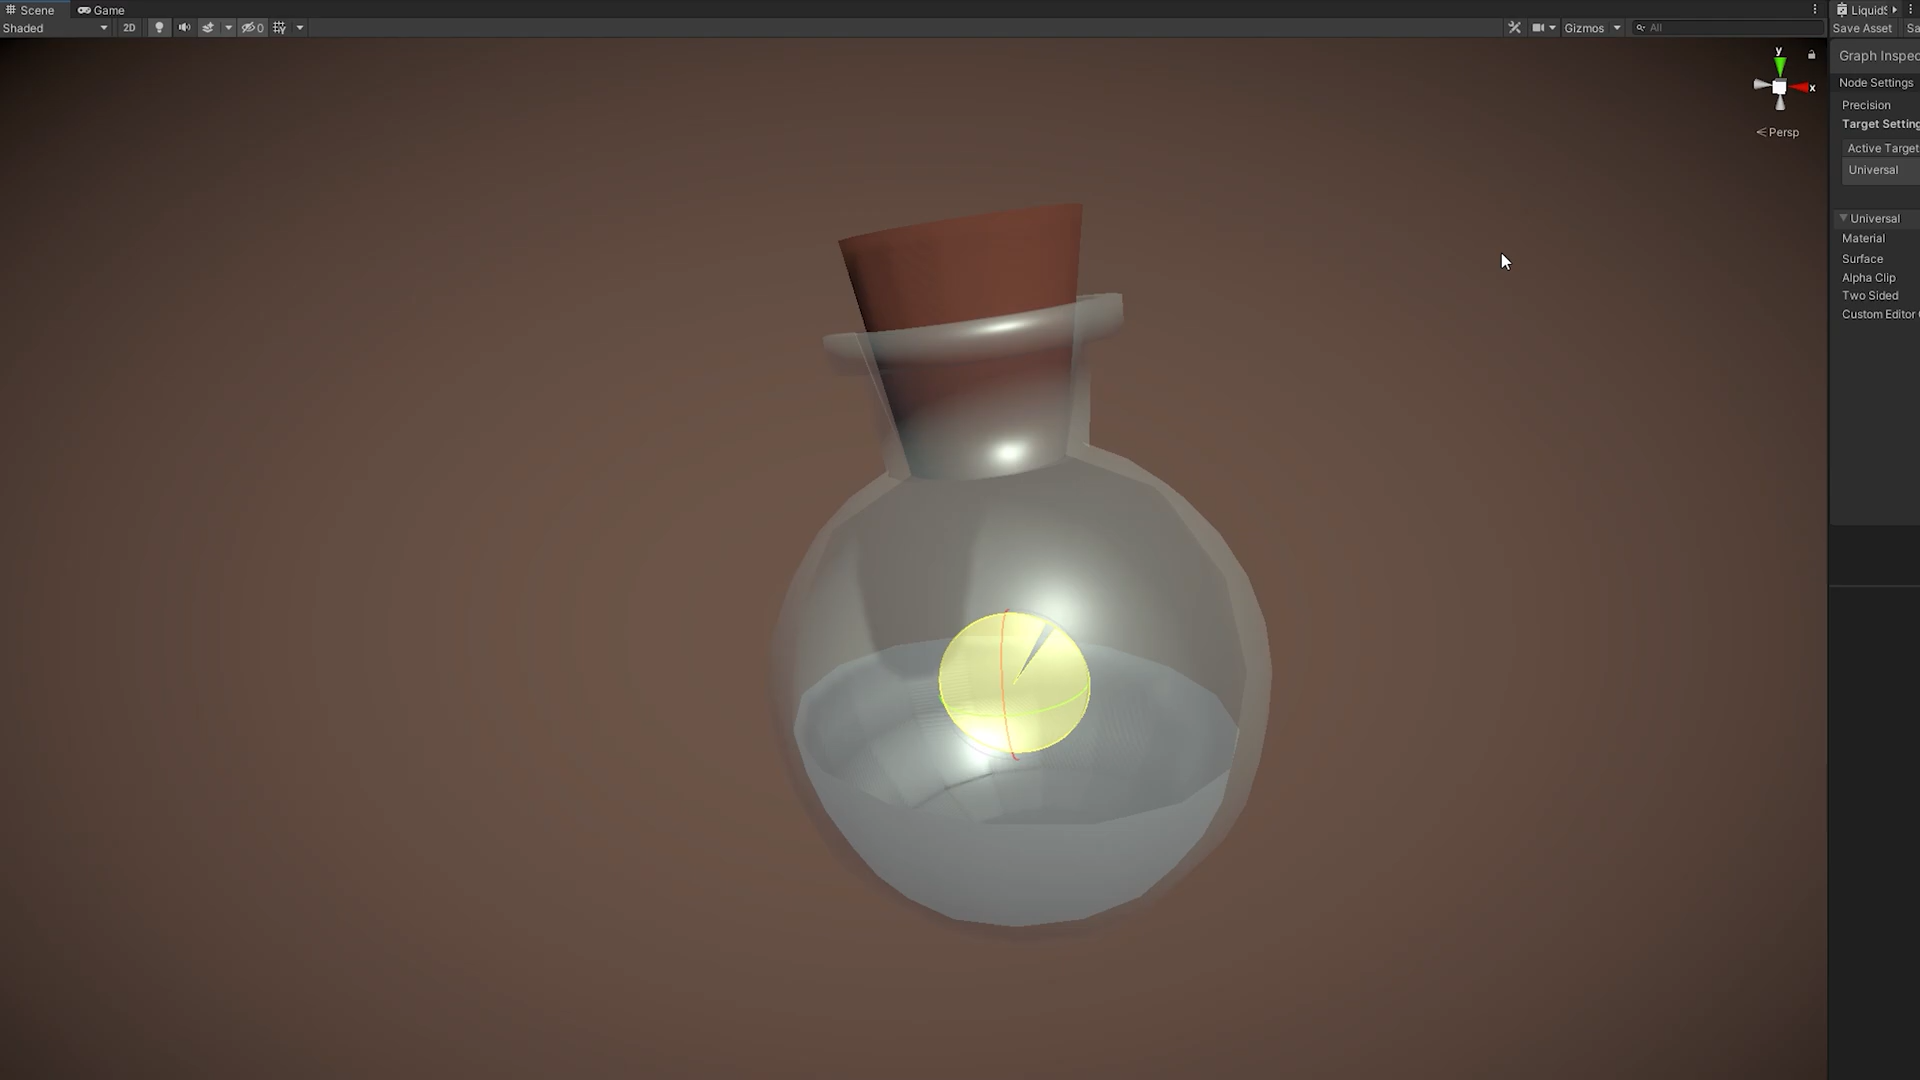 Scene Game
Shaded 2D 0 Gizmos All
Save Asset Sa
Graph Inspec
Node Settings
Precision
Target Setting
Active Target
Universal
Universal
Material
Surface
Alpha Clip
Two Sided
Custom Editor
y
x
Persp